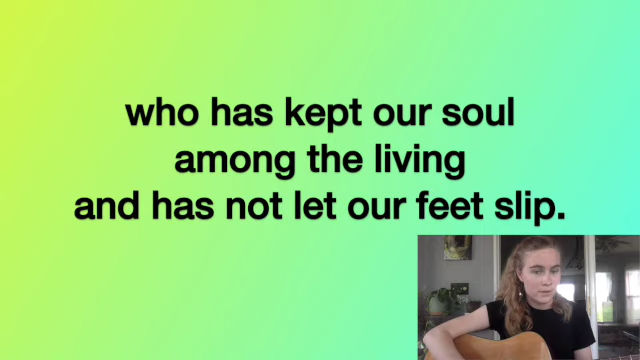 who has kept our soul
among the living
and has not let our feet slip.